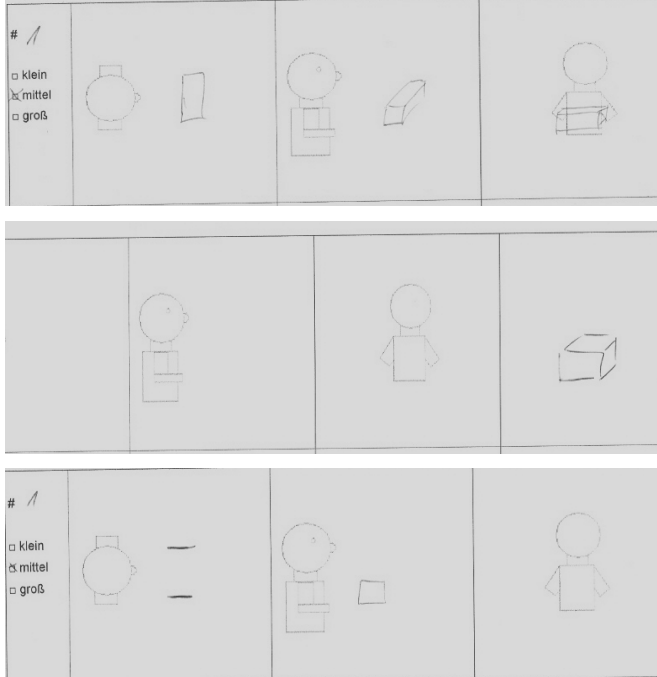 # 1
□ klein
☒ mittel
□ groß
# 1
□ klein
☒ mittel
□ groß